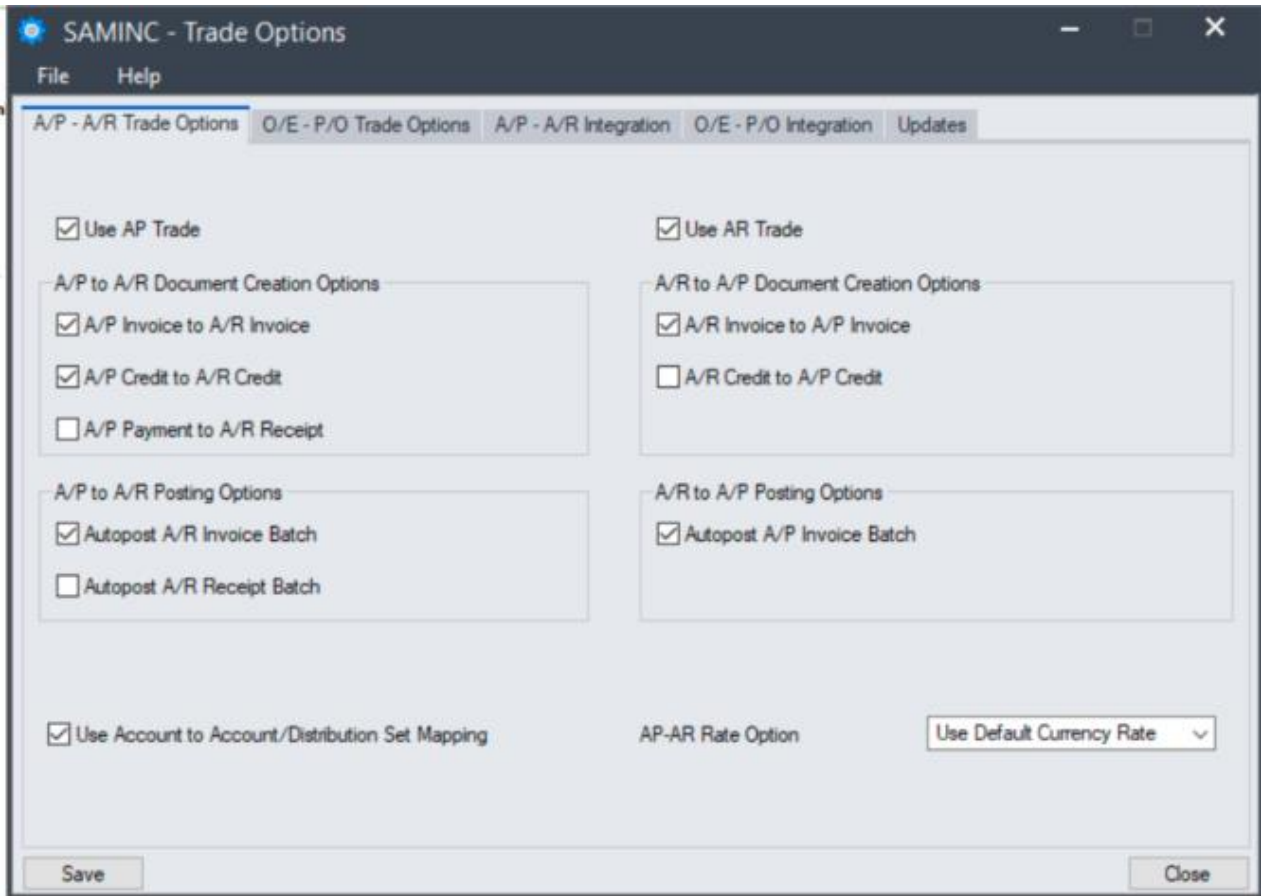 SAMINC - Trade Options
File Help
A/P - A/R Trade Options O/E - P/O Trade Options A/P - A/R Integration O/E - P/O Integration Updates
Use AP Trade
Use AR Trade
A/P to A/R Document Creation Options
A/P Invoice to A/R Invoice
A/P Credit to A/R Credit
A/P Payment to A/R Receipt
A/R to A/P Document Creation Options
A/R Invoice to A/P Invoice
A/R Credit to A/P Credit
A/P to A/R Posting Options
Autopost A/R Invoice Batch
Autopost A/R Receipt Batch
A/R to A/P Posting Options
Autopost A/P Invoice Batch
Use Account to Account/Distribution Set Mapping
AP-AR Rate Option Use Default Currency Rate
Save Close